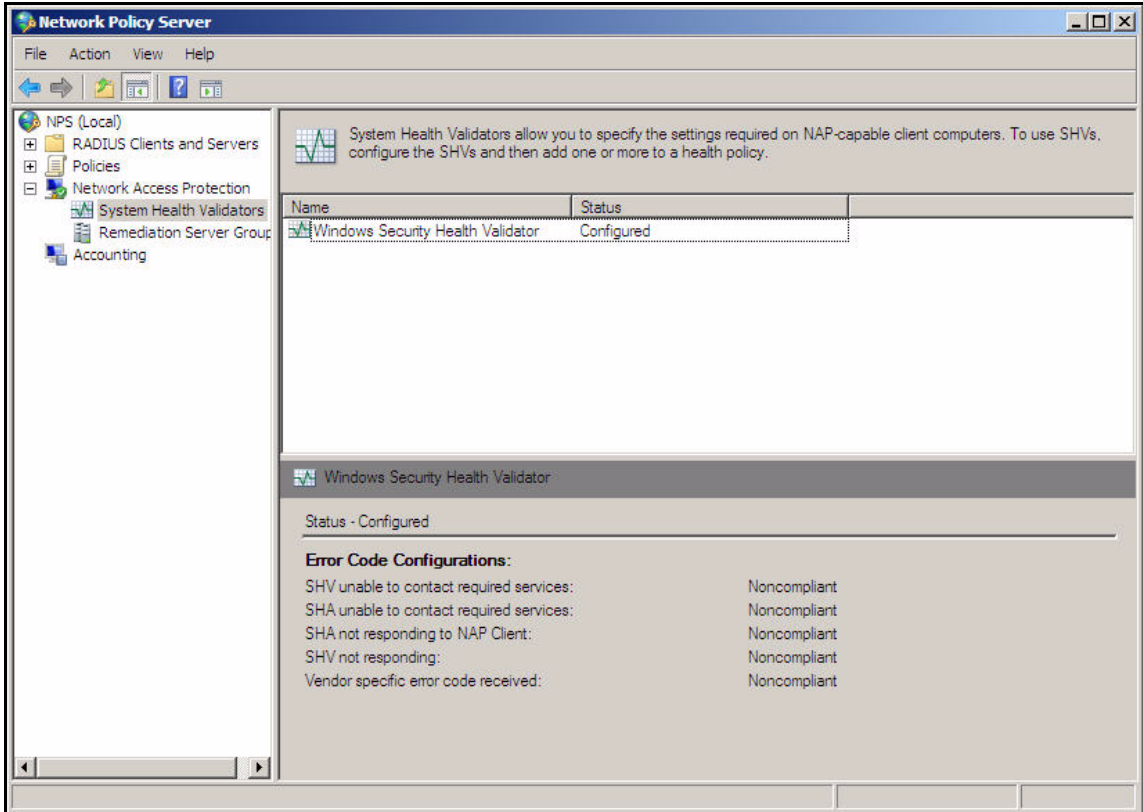 Network Policy Server
File Action View Help
NPS (Local)
RADIUS Clients and Servers
Policies
Network Access Protection
System Health Validators
Remediation Server Group
Accounting
System Health Validators allow you to specify the settings required on NAP-capable client computers. To use SHVs,
configure the SHVs and then add one or more to a health policy.
Name Status
Windows Security Health Validator Configured
Windows Security Health Validator
Status - Configured
Error Code Configurations:
SHV unable to contact required services: Noncompliant
SHA unable to contact required services: Noncompliant
SHA not responding to NAP Client: Noncompliant
SHV not responding: Noncompliant
Vendor specific error code received: Noncompliant